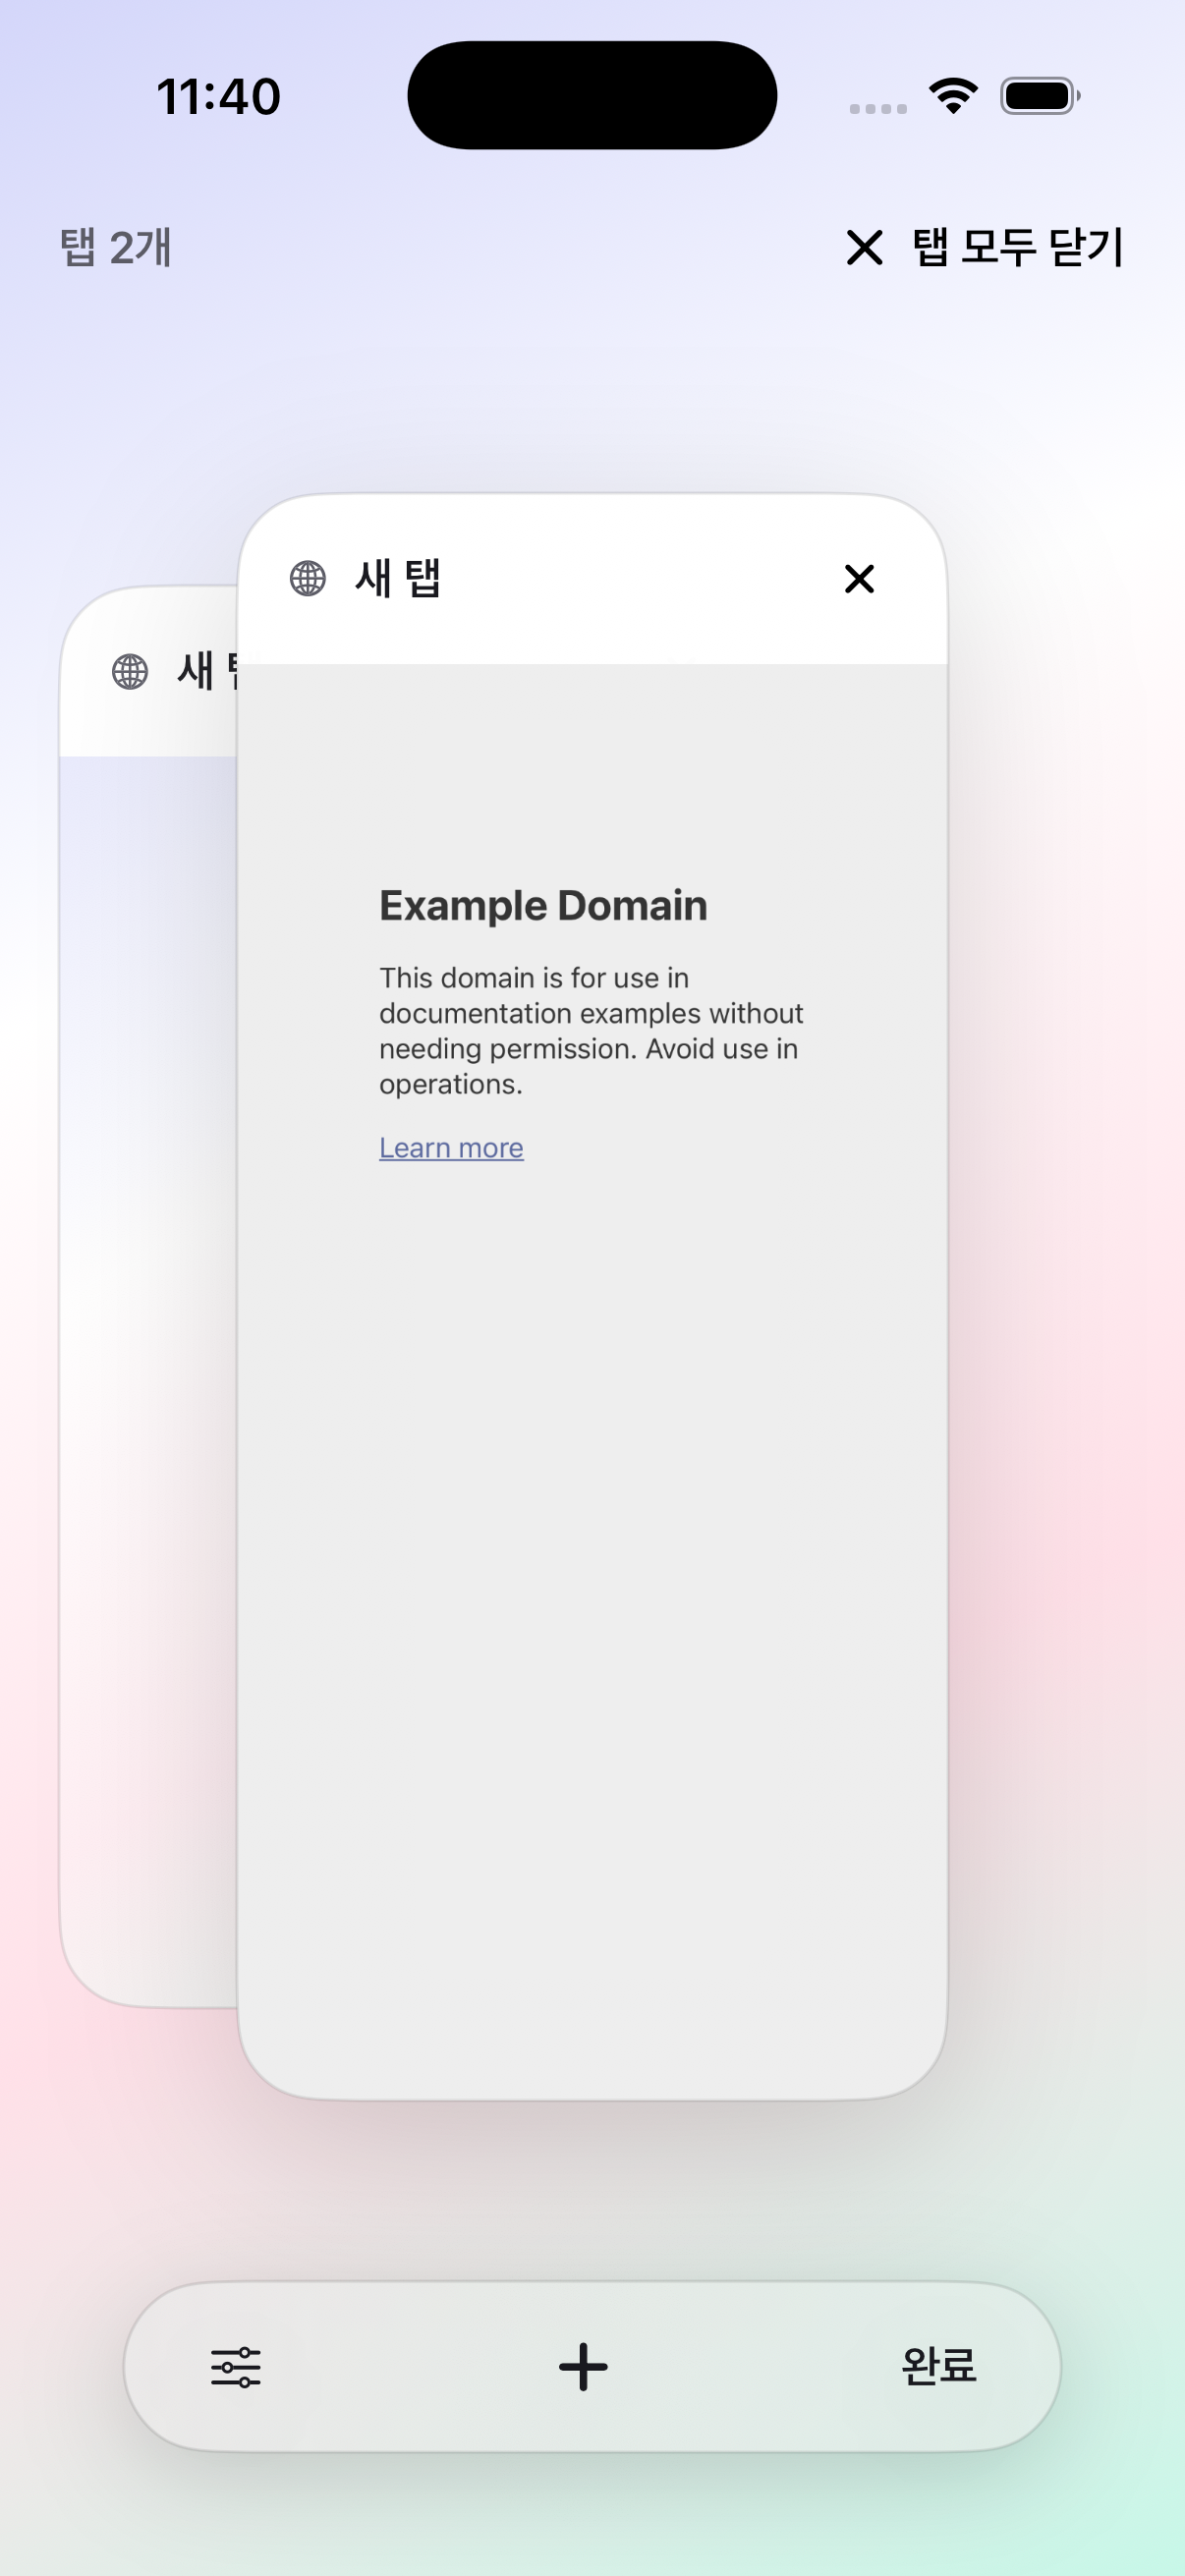 11:40
탭 2개
탭 모두 닫기
새 탭
새
Example Domain
This domain is for use in
documentation examples without
needing permission. Avoid use in
operations.
Learn more
완료